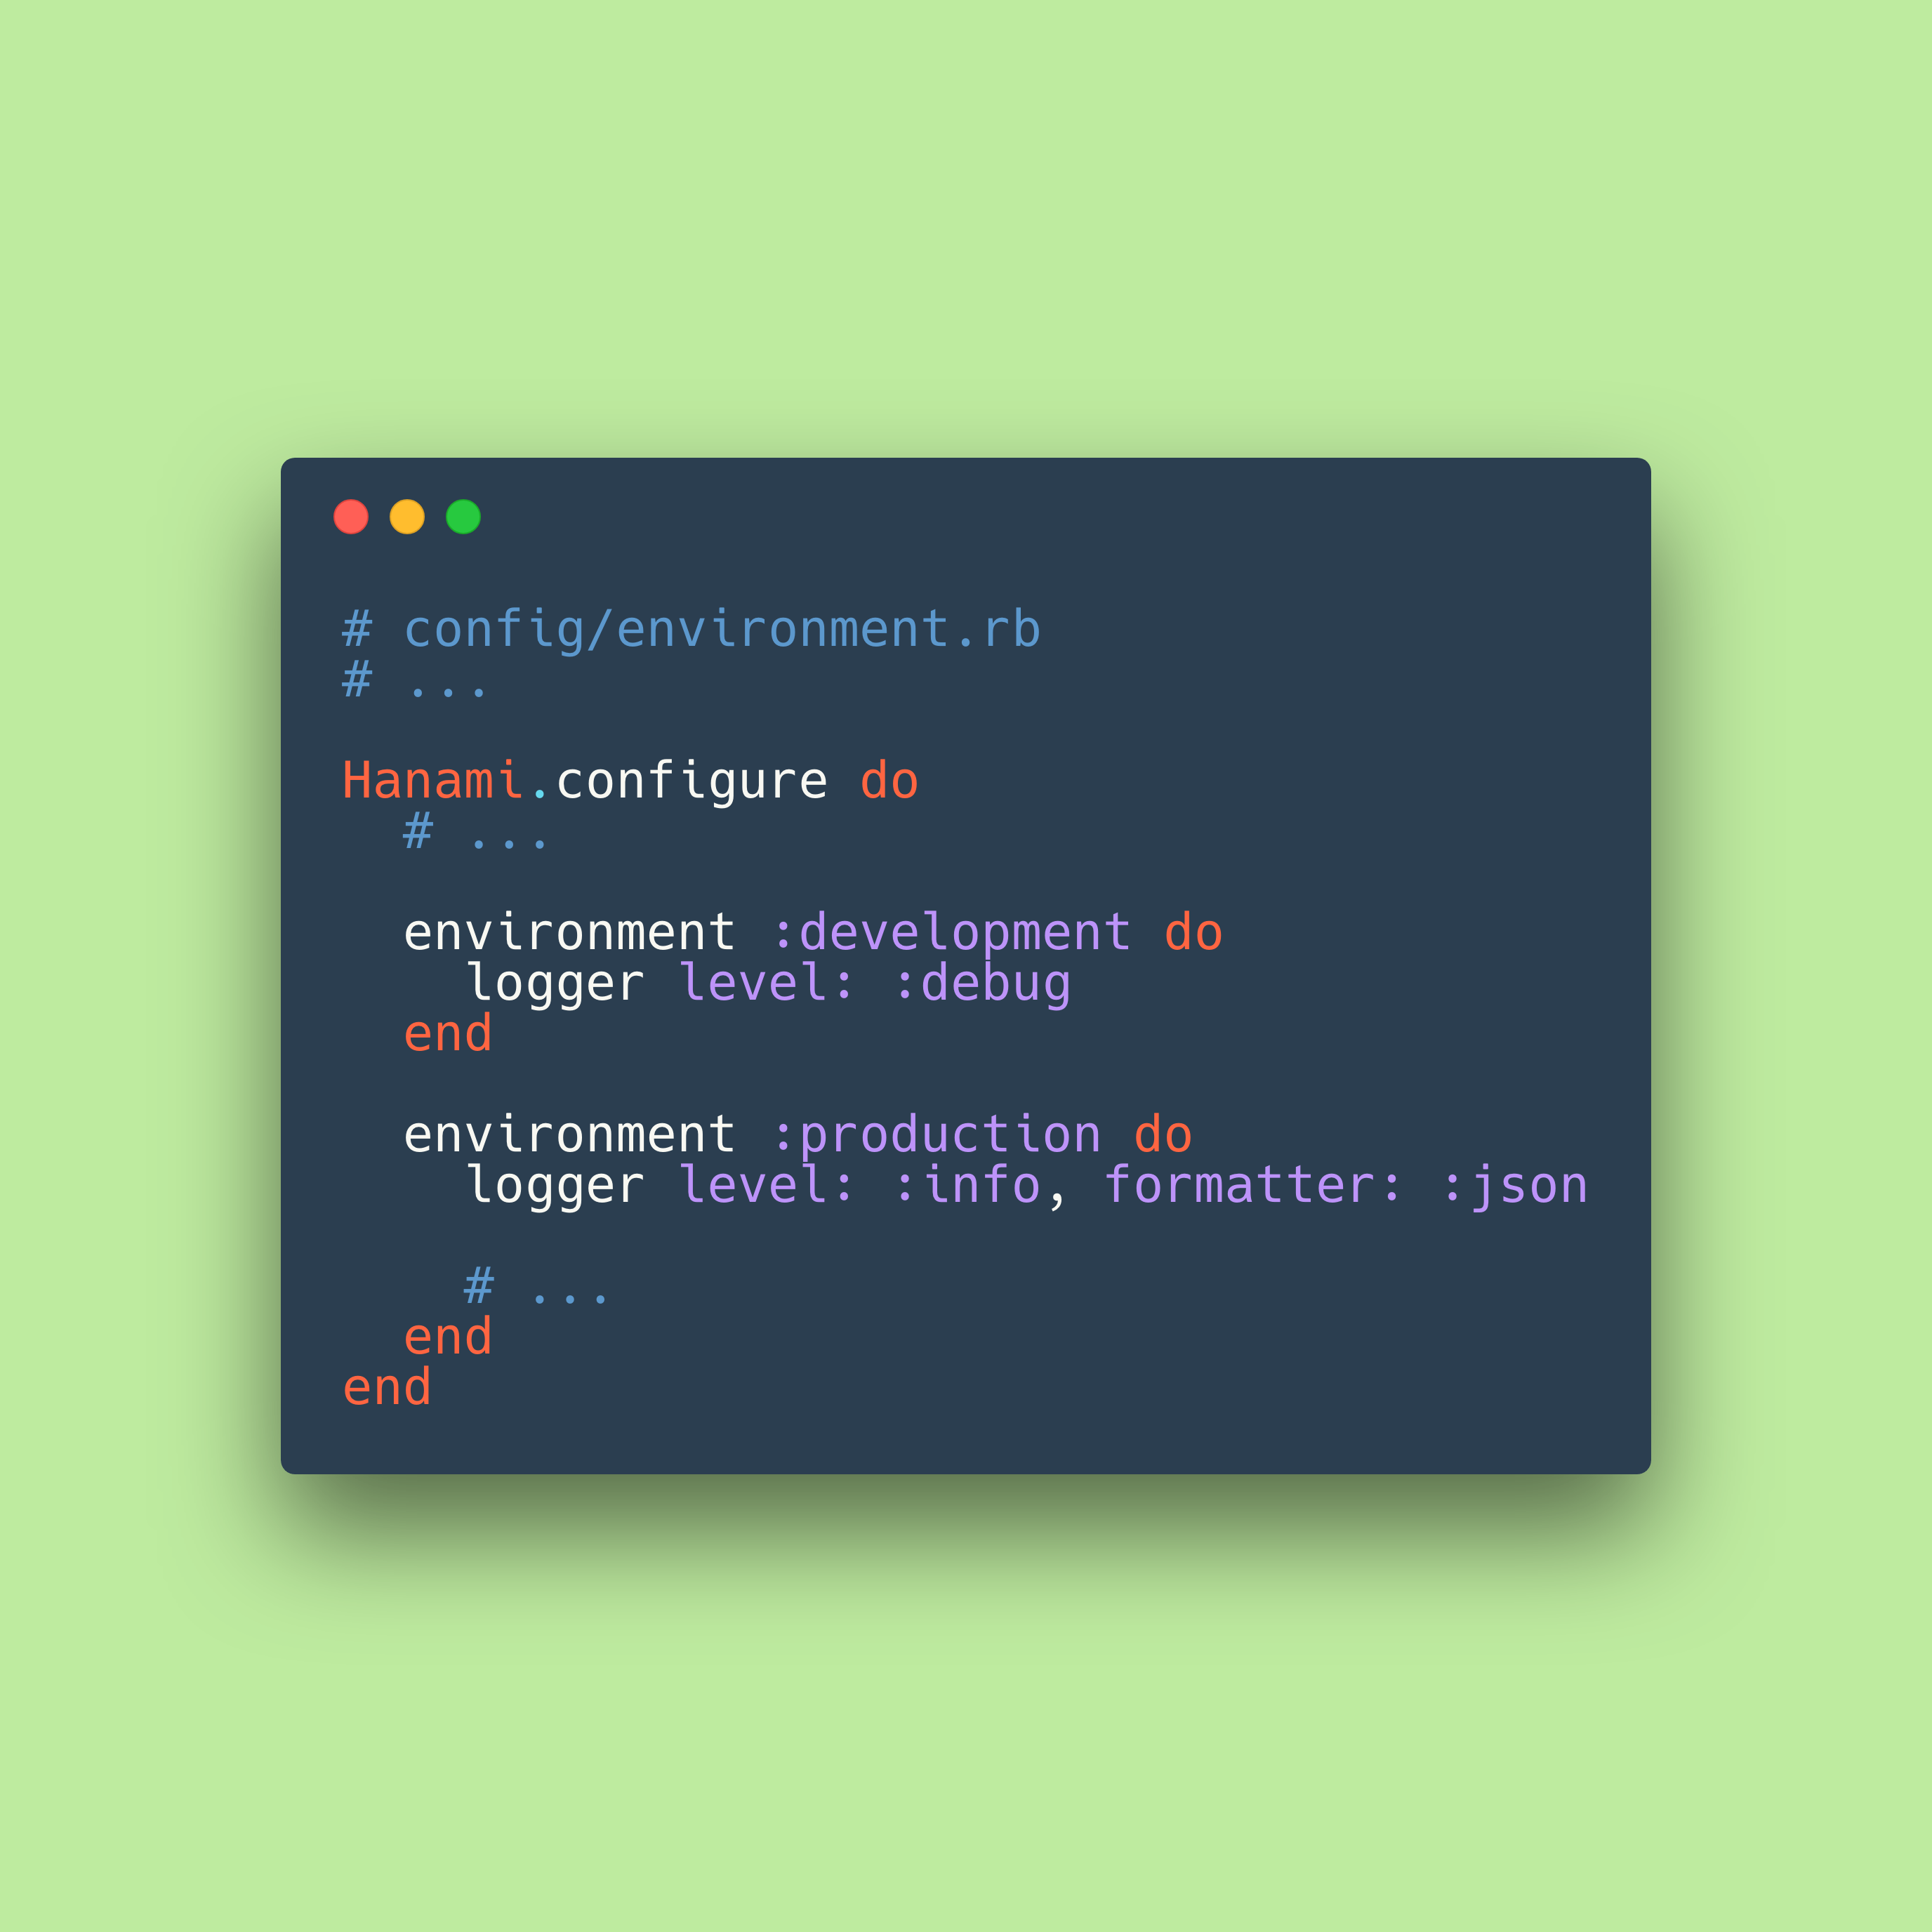 # config/environment.rb
# ...
Hanami.configure do
  # ...
  environment :development do
    logger level: :debug
  end
  environment :production do
    logger level: :info, formatter: :json
    # ...
  end
end